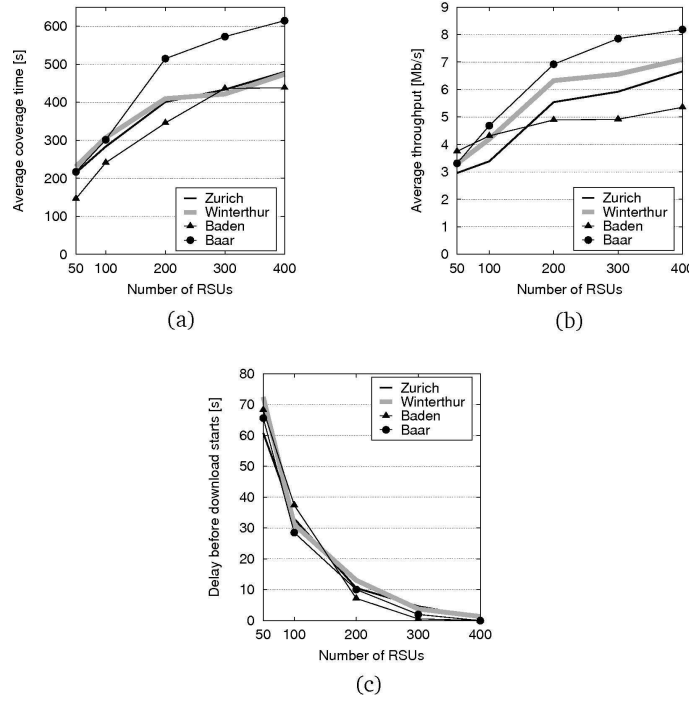 Average coverage time [s]
600
500
400
300
200
100
0
50 100 200 300 400
Number of RSUs
Zurich
Winterthur
Baden
Baar
(a)
Average throughput [Mb/s]
9
8
7
6
5
4
3
2
1
0
50 100 200 300 400
Number of RSUs
Zurich
Winterthur
Baden
Baar
(b)
Delay before download starts [s]
80
70
60
50
40
30
20
10
0
50 100 200 300 400
Number of RSUs
Zurich
Winterthur
Baden
Baar
(c)